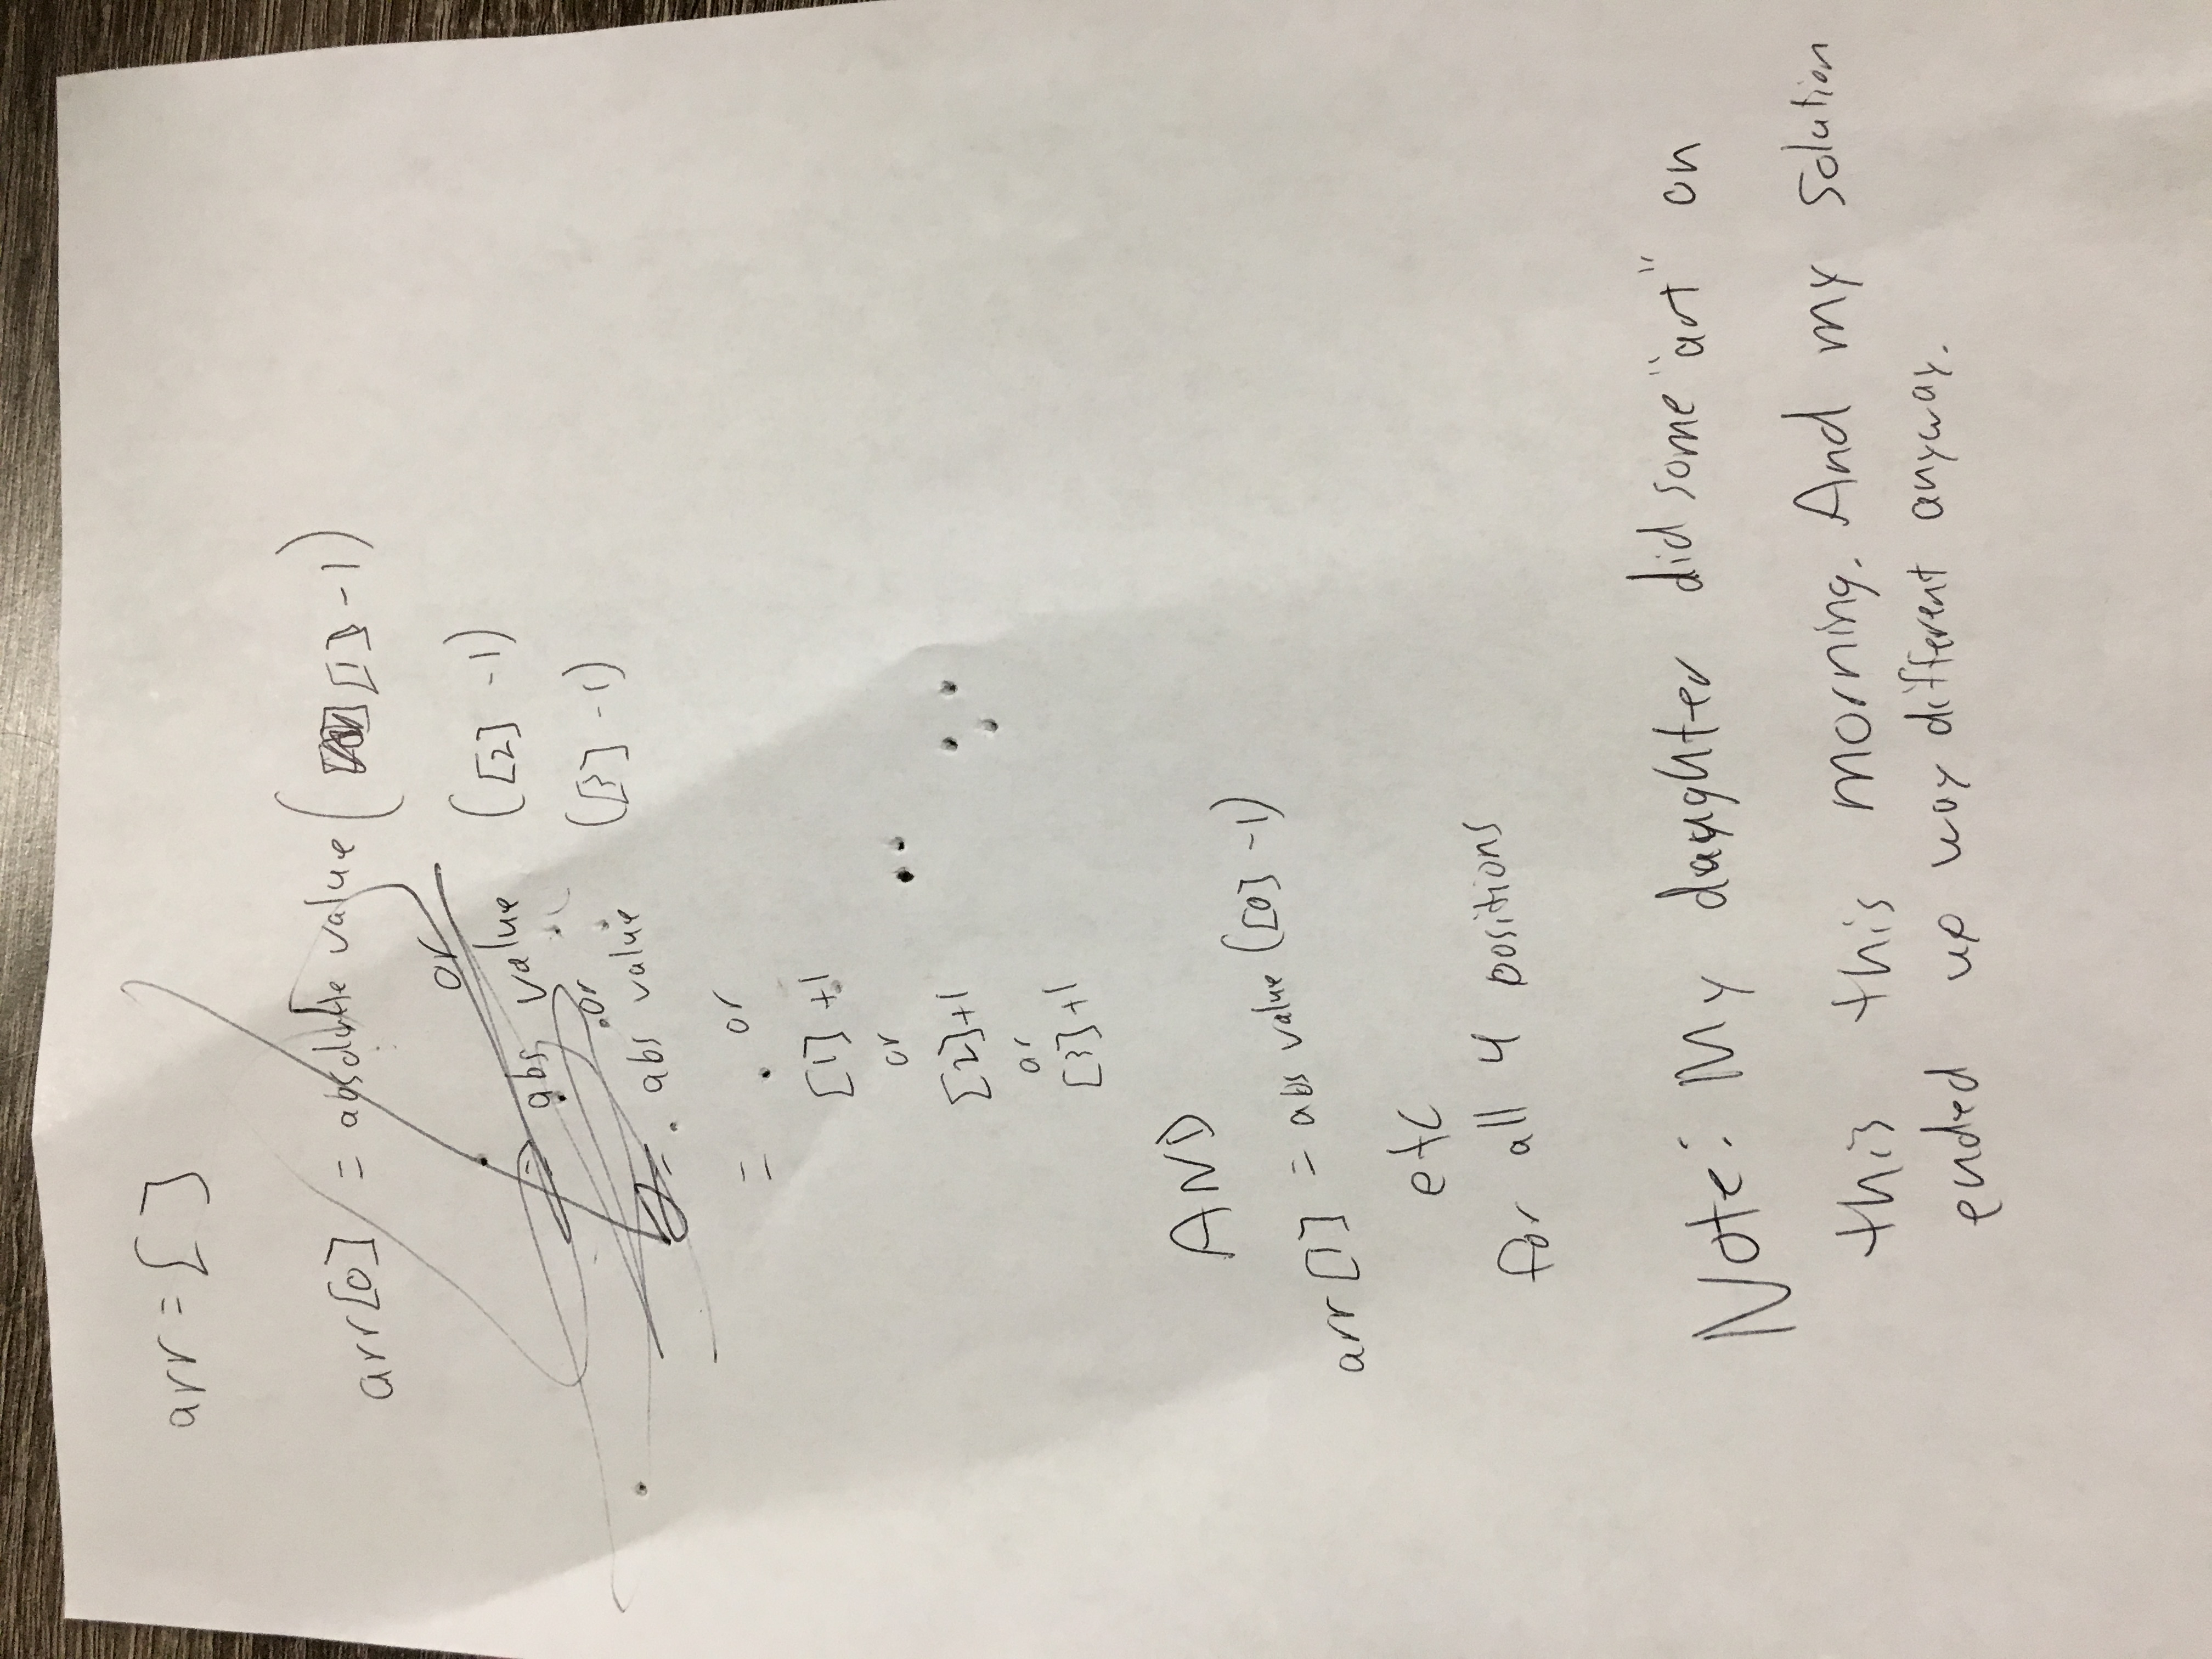 arr = [ ]
arr[0] = absolute value ( [1] -1)
or
= abs value ([2] -1)
or
= abs value ([3] -1)
= or
[1] +1
or
[2]+1
or
[3]+1
AND
arr[1] = abs value ([0] -1)
etc
for all 4 positions
Note: My daughter did some "art" on
this this morning. And my solution
ended up way different anyway.